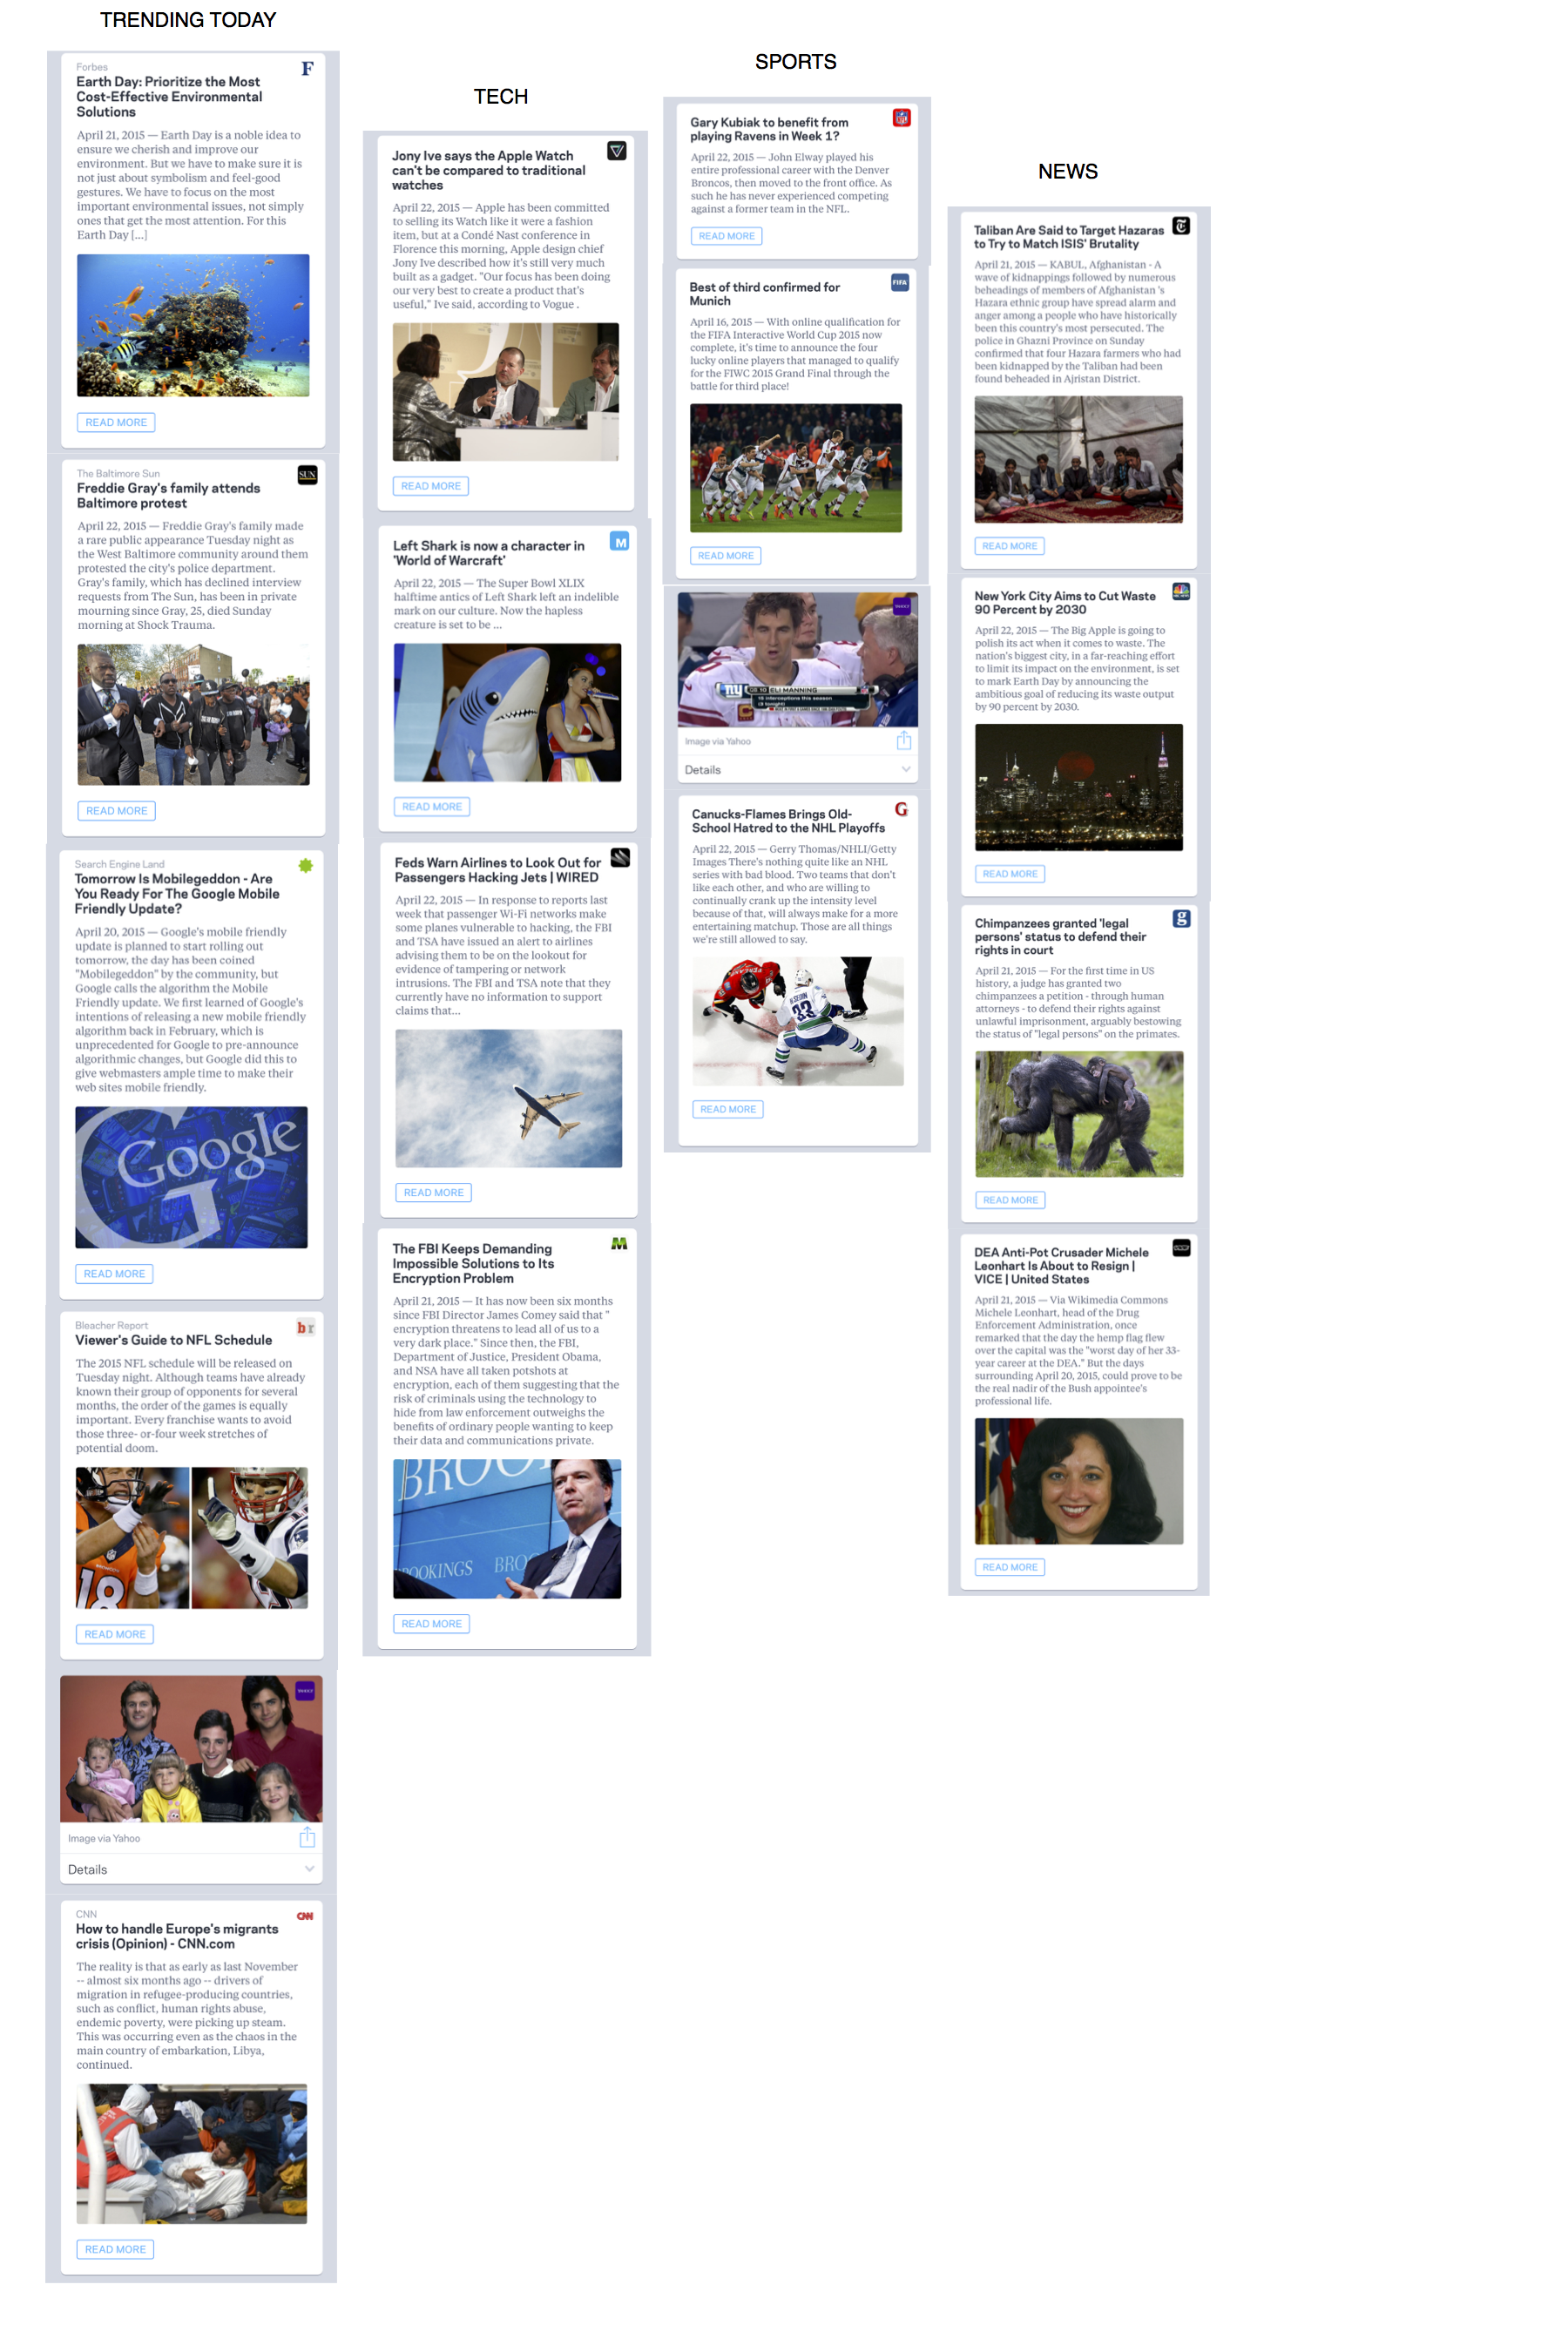 TRENDING TODAY
Forbes
F
Earth Day: Prioritize the Most
Cost-Effective Environmental
Solutions
April 21, 2015 — Earth Day is a noble idea to
ensure we cherish and improve our
environment. But we have to make sure it is
not just about symbolism and feel-good
gestures. We have to focus on the most
important environmental issues, not simply
ones that get the most attention. For this
Earth Day [...]
READ MORE
The Baltimore Sun
SUN
Freddie Gray's family attends
Baltimore protest
April 22, 2015 — Freddie Gray's family made
a rare public appearance Tuesday night as
the West Baltimore community around them
protested the city's police department.
Gray's family, which has declined interview
requests from The Sun, has been in private
mourning since Gray, 25, died Sunday
morning at Shock Trauma.
READ MORE
Search Engine Land
Tomorrow Is Mobilegeddon - Are
You Ready For The Google Mobile
Friendly Update?
April 20, 2015 — Google's mobile friendly
update is planned to start rolling out
tomorrow, the day has been coined
"Mobilegeddon" by the community, but
Google calls the algorithm the Mobile
Friendly update. We first learned of Google's
intentions of releasing a new mobile friendly
algorithm back in February, which is
unprecedented for Google to pre-announce
algorithmic changes, but Google did this to
give webmasters ample time to make their
web sites mobile friendly.
Google
G
READ MORE
Bleacher Report
br
Viewer's Guide to NFL Schedule
The 2015 NFL schedule will be released on
Tuesday night. Although teams have already
known their group of opponents for several
months, the order of the games is equally
important. Every franchise wants to avoid
those three- or-four week stretches of
potential doom.
18
READ MORE
YAHOO!
Image via Yahoo
Details
CNN
CNN
How to handle Europe's migrants
crisis (Opinion) - CNN.com
The reality is that as early as last November
-- almost six months ago -- drivers of
migration in refugee-producing countries,
such as conflict, human rights abuse,
endemic poverty, were picking up steam.
This was occurring even as the chaos in the
main country of embarkation, Libya,
continued.
READ MORE
TECH
Jony Ive says the Apple Watch
can't be compared to traditional
watches
April 22, 2015 — Apple has been committed
to selling its Watch like it were a fashion
item, but at a Condé Nast conference in
Florence this morning, Apple design chief
Jony Ive described how it's still very much
built as a gadget. "Our focus has been doing
our very best to create a product that's
useful," Ive said, according to Vogue .
READ MORE
M
Left Shark is now a character in
'World of Warcraft'
April 22, 2015 — The Super Bowl XLIX
halftime antics of Left Shark left an indelible
mark on our culture. Now the hapless
creature is set to be ...
READ MORE
Feds Warn Airlines to Look Out for
Passengers Hacking Jets | WIRED
April 22, 2015 — In response to reports last
week that passenger Wi-Fi networks make
some planes vulnerable to hacking, the FBI
and TSA have issued an alert to airlines
advising them to be on the lookout for
evidence of tampering or network
intrusions. The FBI and TSA note that they
currently have no information to support
claims that...
READ MORE
The FBI Keeps Demanding
Impossible Solutions to Its
Encryption Problem
April 21, 2015 — It has now been six months
since FBI Director James Comey said that "
encryption threatens to lead all of us to a
very dark place." Since then, the FBI,
Department of Justice, President Obama,
and NSA have all taken potshots at
encryption, each of them suggesting that the
risk of criminals using the technology to
hide from law enforcement outweighs the
benefits of ordinary people wanting to keep
their data and communications private.
BROO
OOKINGS BROO
READ MORE
SPORTS
Gary Kubiak to benefit from
playing Ravens in Week 1?
April 22, 2015 — John Elway played his
entire professional career with the Denver
Broncos, then moved to the front office. As
such he has never experienced competing
against a former team in the NFL.
READ MORE
FIFA
Best of third confirmed for
Munich
April 16, 2015 — With online qualification for
the FIFA Interactive World Cup 2015 now
complete, it's time to announce the four
lucky online players that managed to qualify
for the FIWC 2015 Grand Final through the
battle for third place!
READ MORE
YAHOO!
ny
ELI MANNING
Image via Yahoo
Details
G
Canucks-Flames Brings Old-
School Hatred to the NHL Playoffs
April 22, 2015 — Gerry Thomas/NHLI/Getty
Images There's nothing quite like an NHL
series with bad blood. Two teams that don't
like each other, and who are willing to
continually crank up the intensity level
because of that, will always make for a more
entertaining matchup. Those are all things
we're still allowed to say.
33
READ MORE
NEWS
Taliban Are Said to Target Hazaras
to Try to Match ISIS' Brutality
April 21, 2015 — KABUL, Afghanistan - A
wave of kidnappings followed by numerous
beheadings of members of Afghanistan 's
Hazara ethnic group have spread alarm and
anger among a people who have historically
been this country's most persecuted. The
police in Ghazni Province on Sunday
confirmed that four Hazara farmers who had
been kidnapped by the Taliban had been
found beheaded in Ajristan District.
READ MORE
New York City Aims to Cut Waste
90 Percent by 2030
April 22, 2015 — The Big Apple is going to
polish its act when it comes to waste. The
nation's biggest city, in a far-reaching effort
to limit its impact on the environment, is set
to mark Earth Day by announcing the
ambitious goal of reducing its waste output
by 90 percent by 2030.
READ MORE
g
Chimpanzees granted 'legal
persons' status to defend their
rights in court
April 21, 2015 — For the first time in US
history, a judge has granted two
chimpanzees a petition - through human
attorneys - to defend their rights against
unlawful imprisonment, arguably bestowing
the status of "legal persons" on the primates.
READ MORE
DEA Anti-Pot Crusader Michele
Leonhart Is About to Resign |
VICE | United States
April 21, 2015 — Via Wikimedia Commons
Michele Leonhart, head of the Drug
Enforcement Administration, once
remarked that the day the hemp flag flew
over the capital was the "worst day of her 33-
year career at the DEA." But the days
surrounding April 20, 2015, could prove to be
the real nadir of the Bush appointee's
professional life.
READ MORE